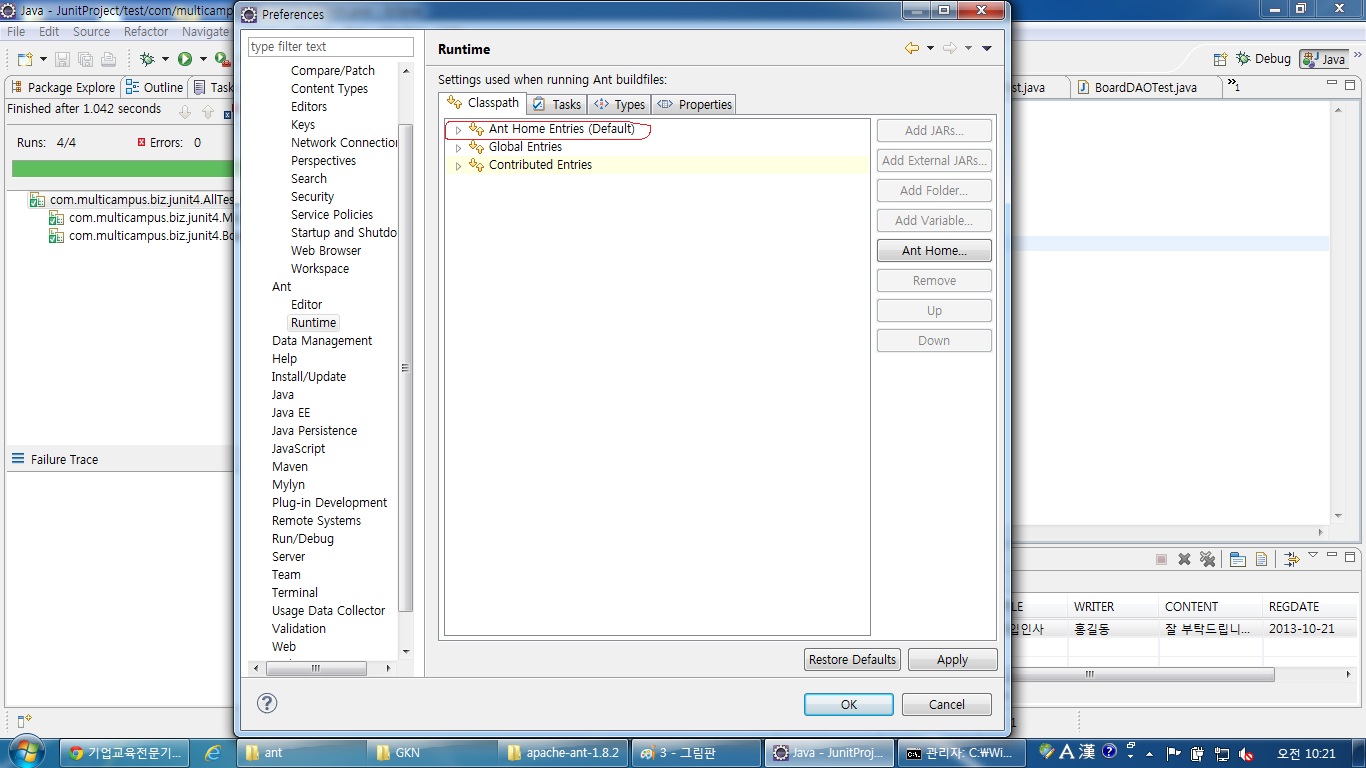 Java - JunitProject/test/com/multicampus
File Edit Source Refactor Navigate
Debug
Java
Package Explore
Outline
Task
Finished after 1.042 seconds
Runs: 4/4
Errors: 0
com.multicampus.biz.junit4.AllTes
com.multicampus.biz.junit4.M
com.multicampus.biz.junit4.Bo
Failure Trace
Preferences
type filter text
Compare/Patch
Content Types
Editors
Keys
Network Connection
Perspectives
Search
Security
Service Policies
Startup and Shutdo
Web Browser
Workspace
Ant
Editor
Runtime
Data Management
Help
Install/Update
Java
Java EE
Java Persistence
JavaScript
Maven
Mylyn
Plug-in Development
Remote Systems
Run/Debug
Server
Team
Terminal
Usage Data Collector
Validation
Web
Runtime
Settings used when running Ant buildfiles:
Classpath Tasks Types Properties
Ant Home Entries (Default)
Global Entries
Contributed Entries
Add JARs...
Add External JARs...
Add Folder...
Add Variable...
Ant Home...
Remove
Up
Down
Restore Defaults Apply
OK Cancel
st.java
BoardDAOTest.java
»1
LE WRITER CONTENT REGDATE
입인사 홍길동 잘 부탁드립니... 2013-10-21
기업교육전문기... ant GKN apache-ant-1.8.2 3 - 그림판 Java - JunitProj... 관리자: C:₩Wi... A 漢 오전 10:21